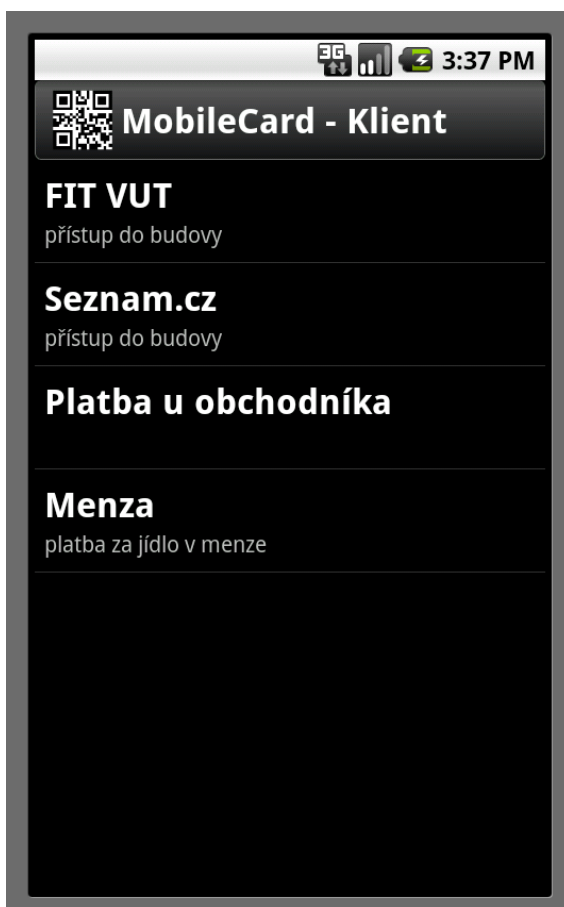 3G 3:37 PM
MobileCard - Klient
FIT VUT
přístup do budovy
Seznam.cz
přístup do budovy
Platba u obchodníka
Menza
platba za jídlo v menze